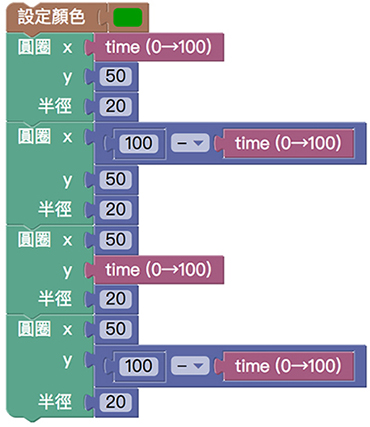 設定顏色
圓圈 x time (0→100)
y 50
半徑 20
圓圈 x 100 - time (0→100)
y 50
半徑 20
圓圈 x 50
y time (0→100)
半徑 20
圓圈 x 50
y 100 - time (0→100)
半徑 20